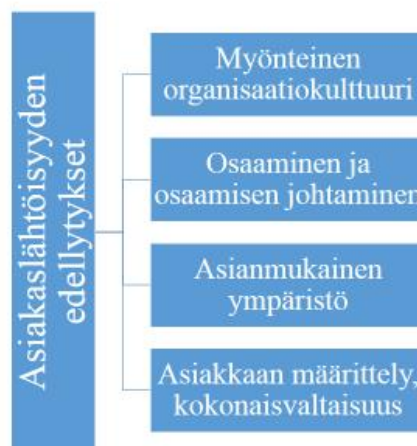 Asiakaslähtöisyyden
edellytykset
Myönteinen
organisaatiokulttuuri
Osaaminen ja
osaamisen johtaminen
Asianmukainen
ympäristö
Asiakkaan määrittely,
kokonaisvaltaisuus